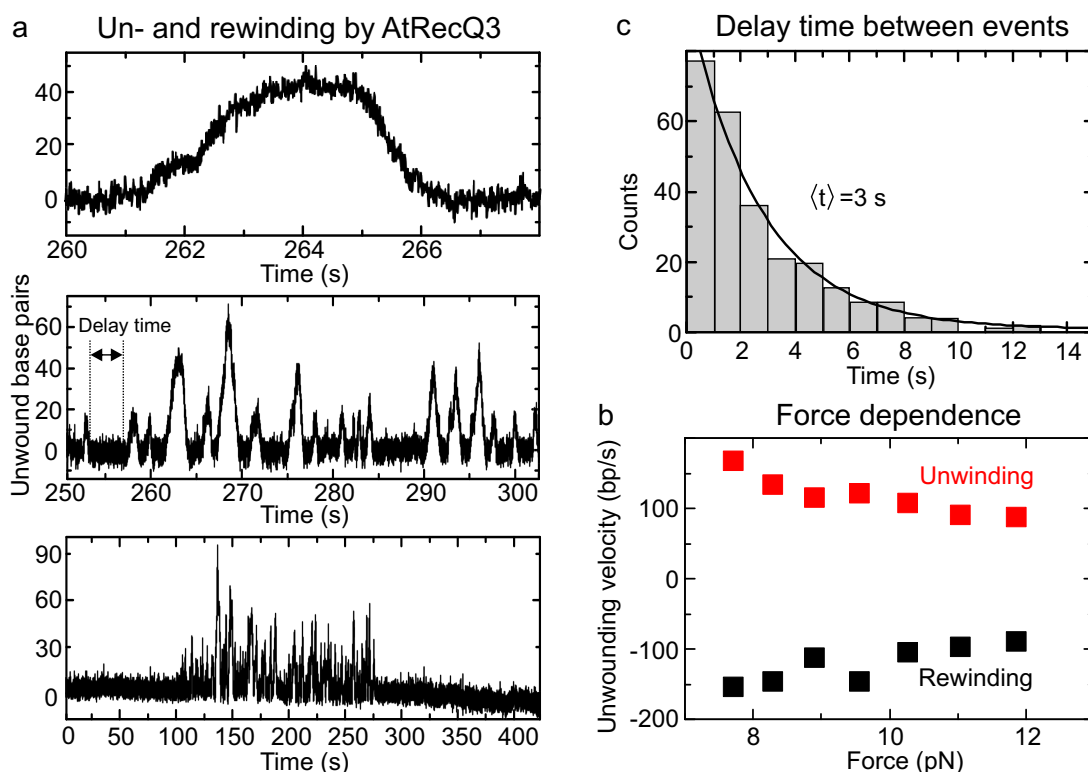 a
Un- and rewinding by AtRecQ3
40
20
0
260
262
264
266
Time (s)
Unwound base pairs
60
40
20
0
Delay time
250
260
270
280
290
300
Time (s)
90
60
30
0
0
50
100
150
200
250
300
350
400
Time (s)
c
Delay time between events
80
60
40
20
0
Counts
⟨t⟩ =3 s
0
2
4
6
8
10
12
14
Time (s)
b
Force dependence
Unwounding velocity (bp/s)
100
0
-100
-200
Unwinding
Rewinding
8
10
12
Force (pN)